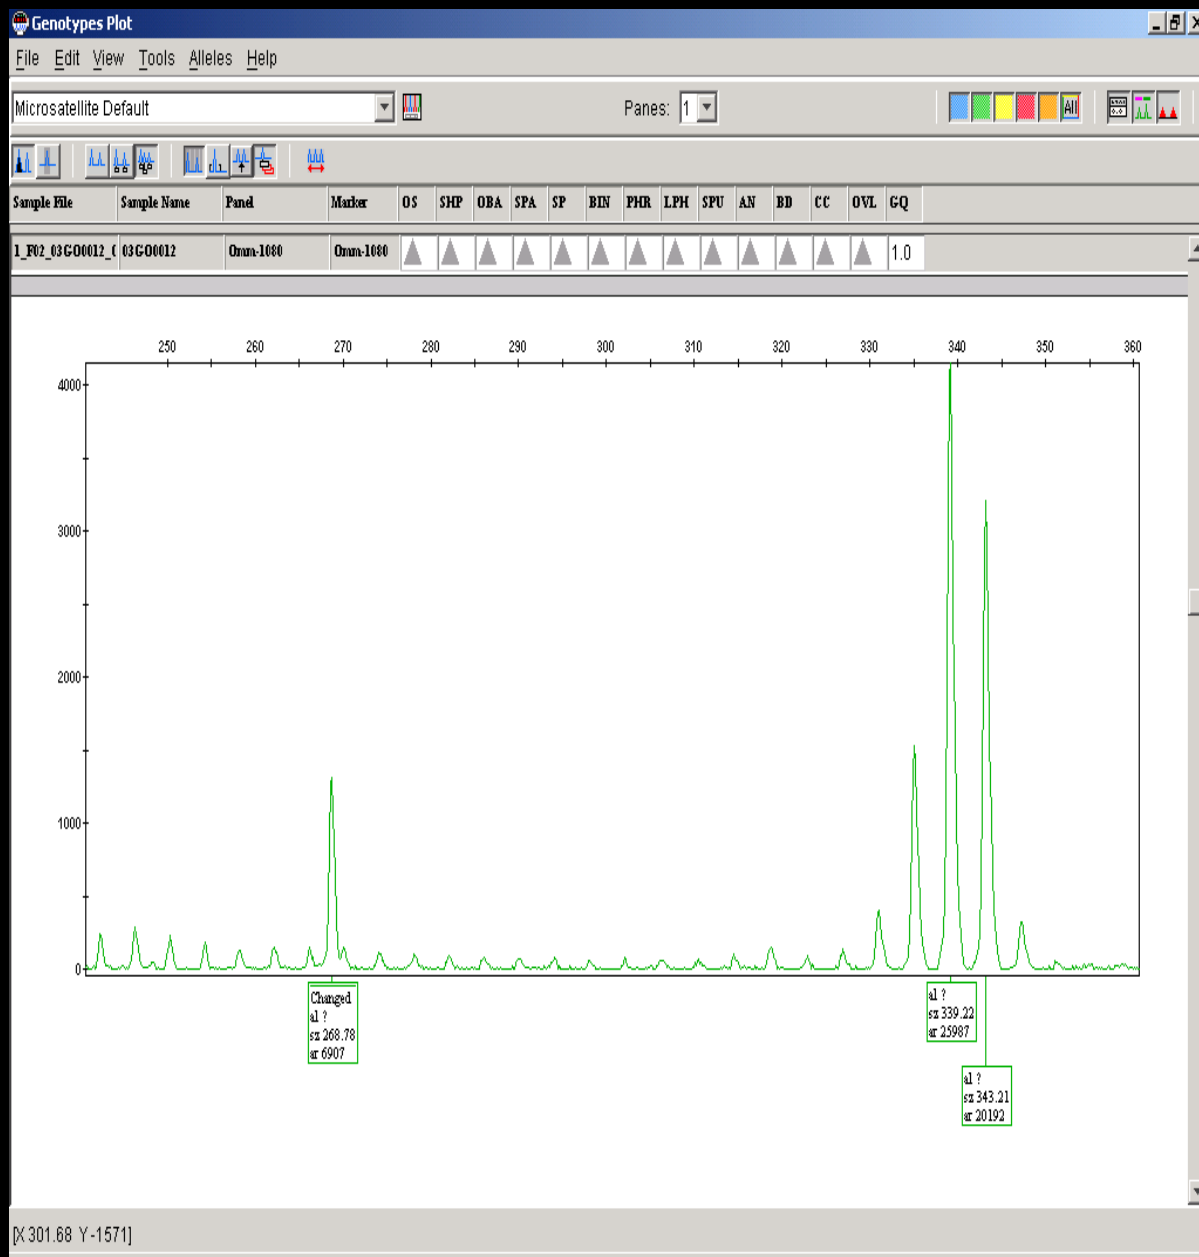 Genotypes Plot
File Edit View Tools Alleles Help
Microsatellite Default Panes: 1 All
Sample File Sample Name Panel Marker OS SHP OBA SPA SP BIN PHR LPH SPU AN BD CC OVL GQ
1_F02_03GO0012_( 03GO0012 Omm-1080 Omm-1080 1.0
250 260 270 280 290 300 310 320 330 340 350 360
4000
3000
2000
1000
0
Changed
al ?
sz 268.78
ar 6907
al ?
sz 339.22
ar 25987
al ?
sz 343.21
ar 20192
[X 301.68 Y -1571]